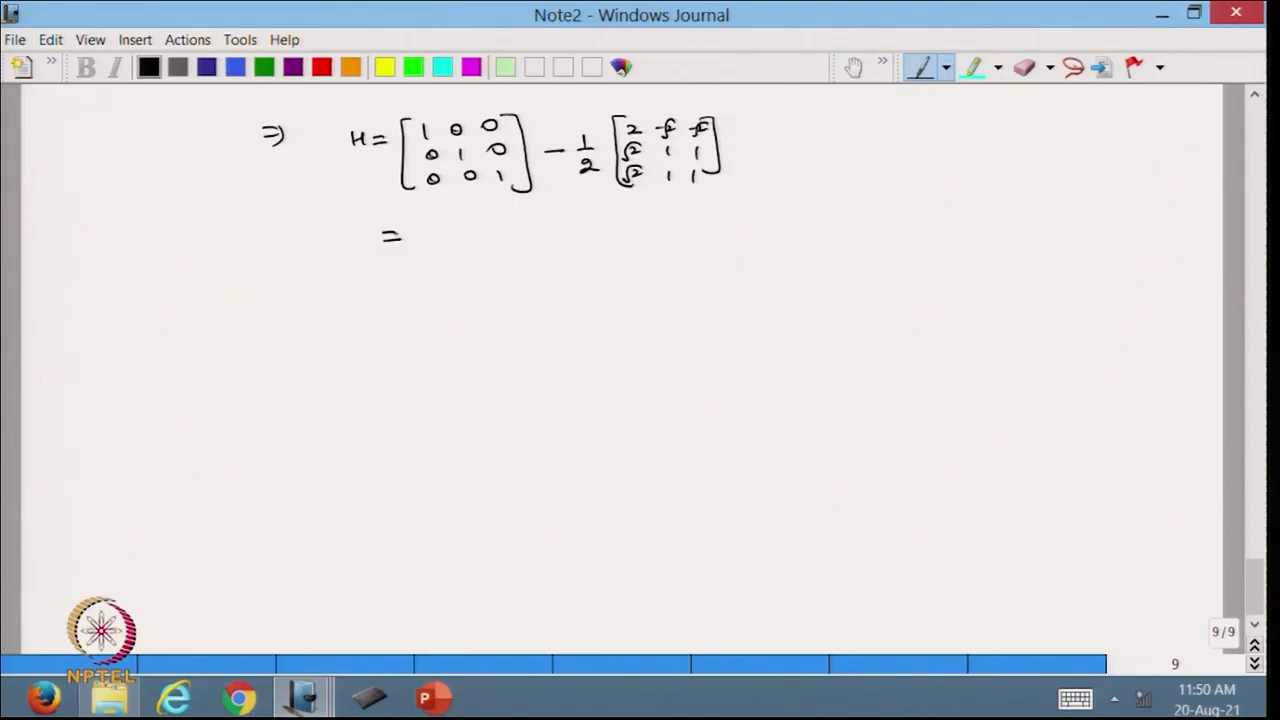 Note2 - Windows Journal
File Edit View Insert Actions Tools Help
B I
⇒ H = [1 0 0; 0 1 0; 0 0 1] - 1/2 [2 -√2 -√2; √2 1 1; √2 1 1]
=
9/9
9
NPTEL
11:50 AM
20-Aug-21